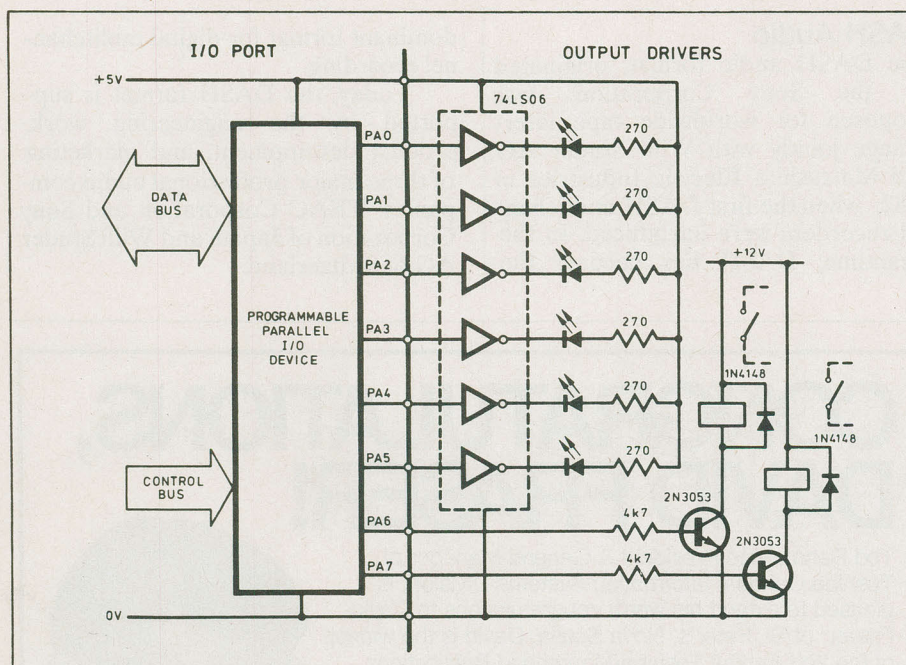 I/O PORT
OUTPUT DRIVERS
+5V
74LS06
PA0
270
DATA
BUS
PA1
270
PA2
270
+12V
PROGRAMMABLE
PARALLEL
I/O
DEVICE
PA3
270
PA4
270
1N4148
PA5
270
1N4148
CONTROL
BUS
PA6
4k7
2N3053
PA7
4k7
2N3053
0V